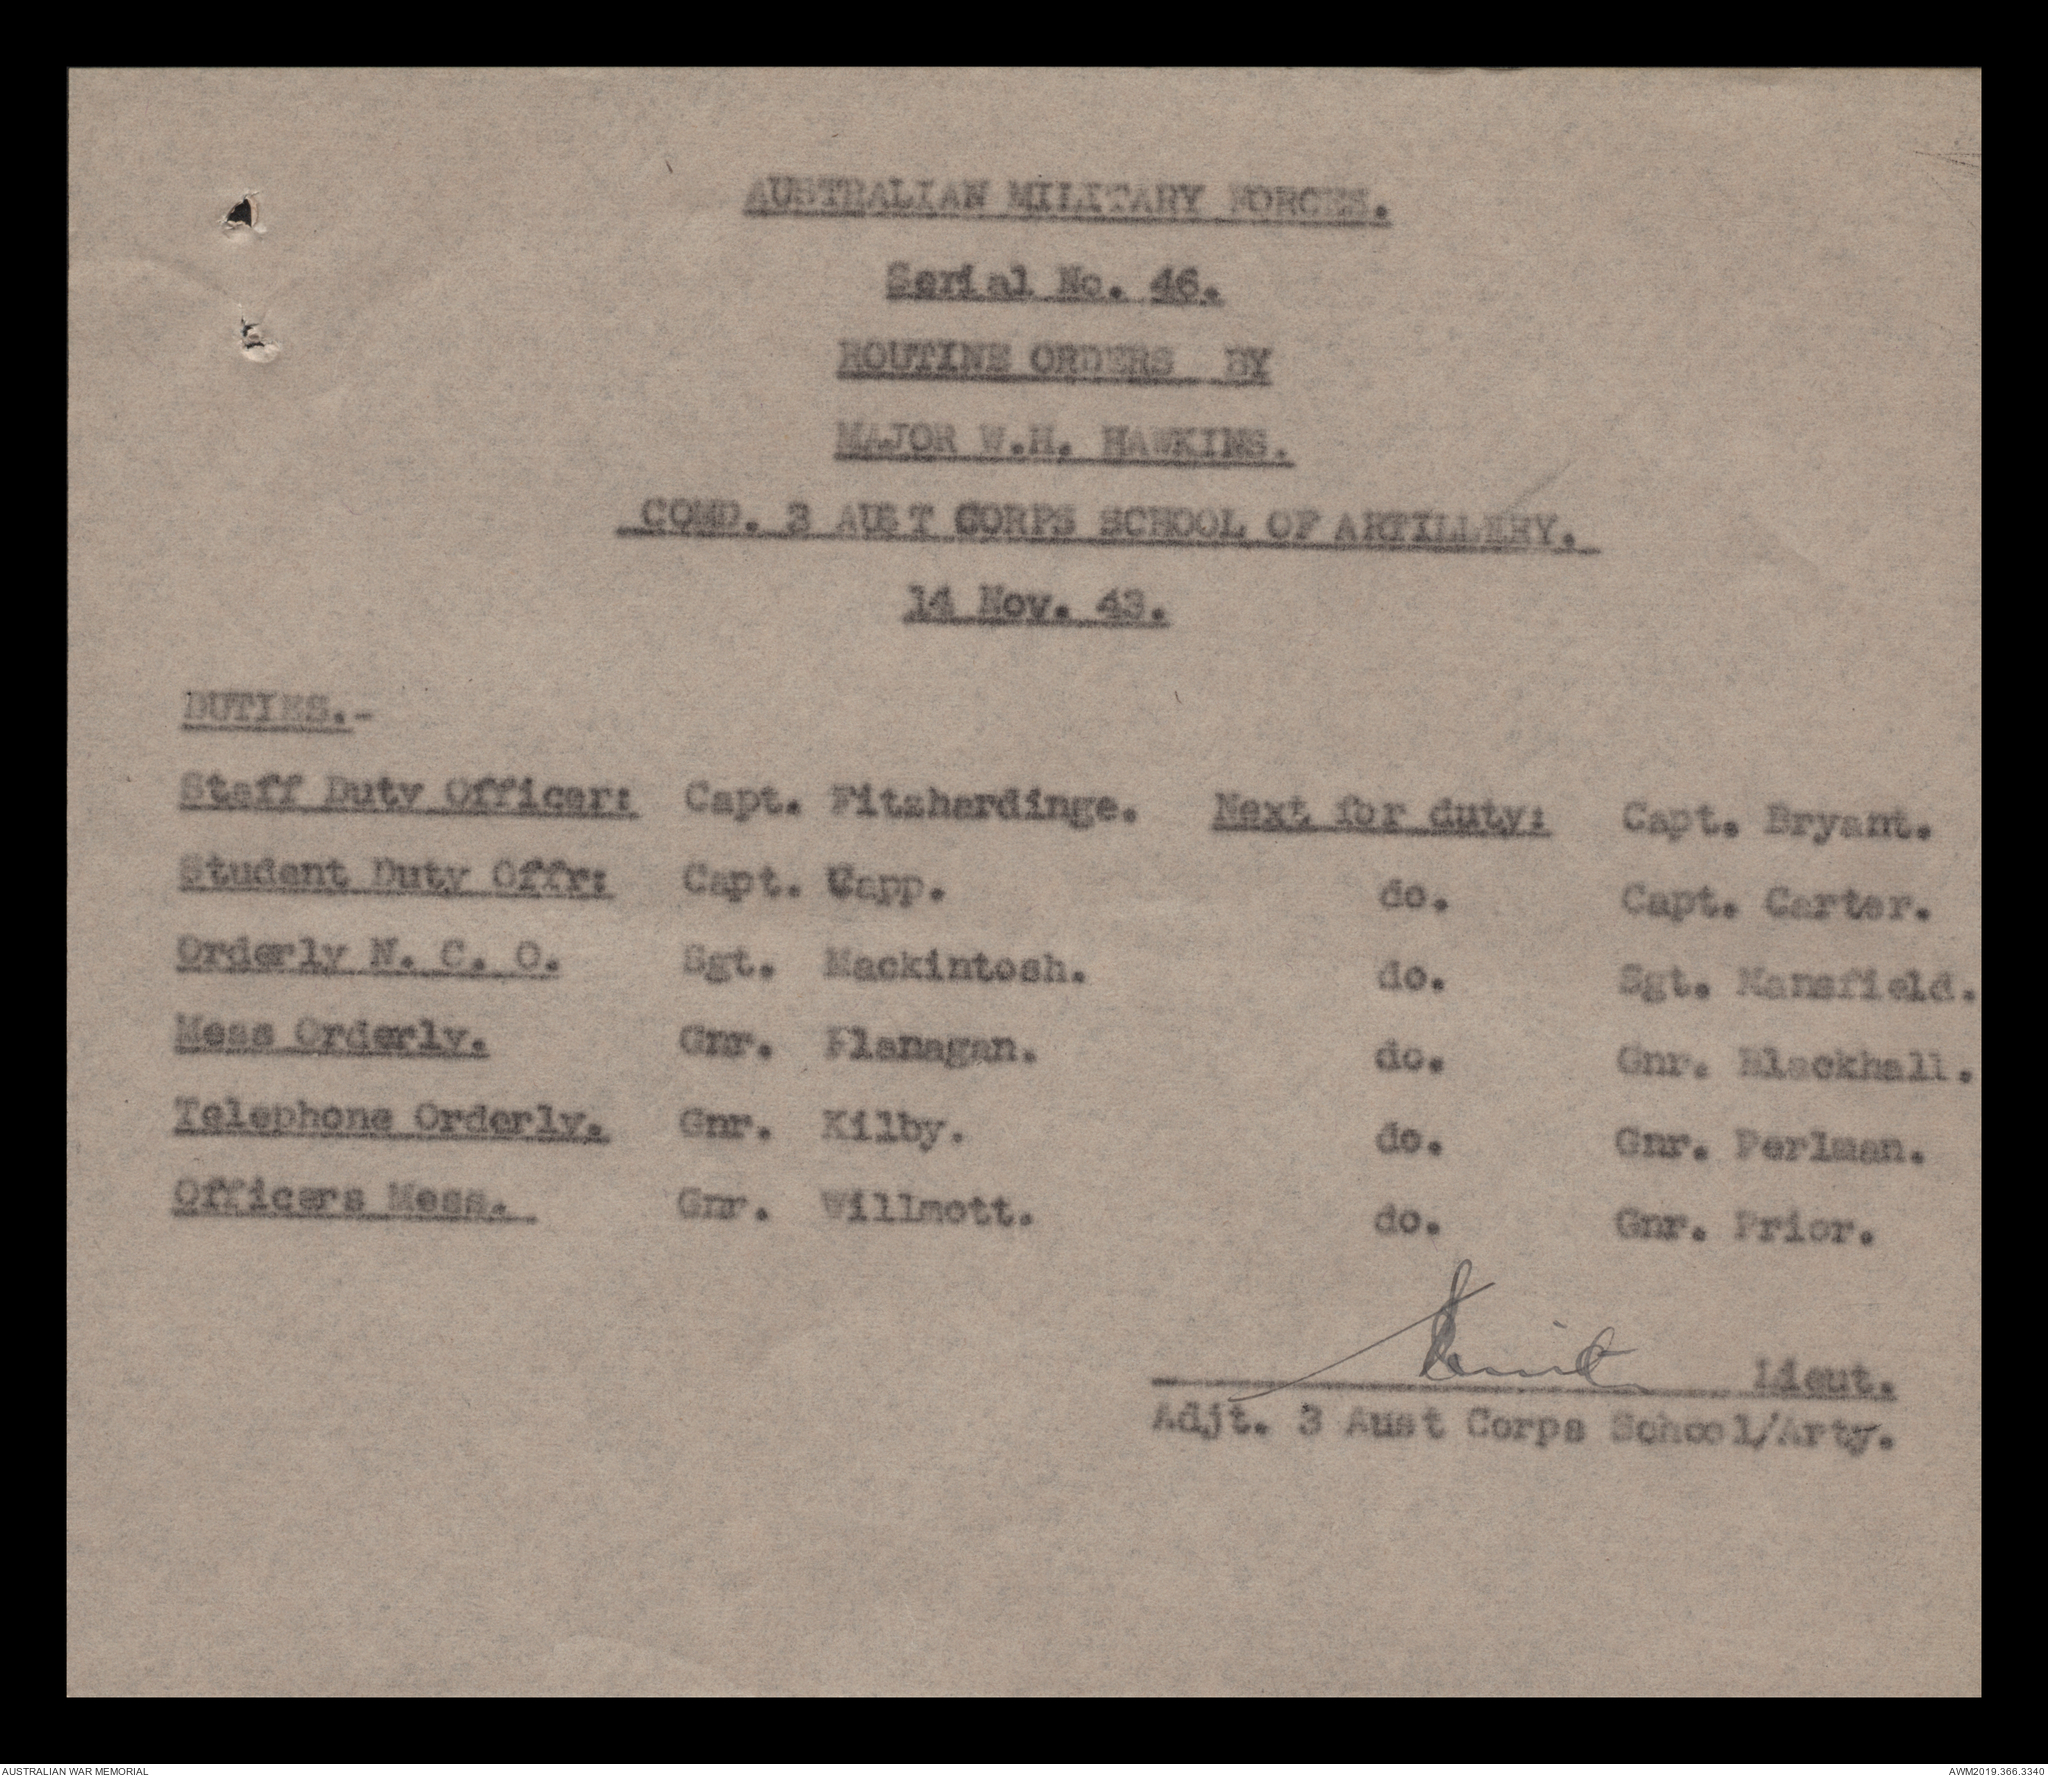 AUSTRALIAN MILITARY FORCES.
Serial No. 46.
ROUTINE ORDERS BY
MAJOR W.H. HAWKINS.
COMD. 3 AUST CORPS SCHOOL OF ARTILLERY.
14 Nov. 43.
DUTIES.-
Staff Duty Officer: Capt. Fitzhardinge. Next for duty: Capt. Bryant.
Student Duty Offr: Capt. Capp. do. Capt. Carter.
Orderly N. C. O. Sgt. Mackintosh. do. Sgt. Mansfield.
Mess Orderly. Gnr. Flanagan. do. Gnr. Blackhall.
Telephone Orderly. Gnr. Kilby. do. Gnr. Perlman.
Officers Mess. Gnr. Willmott. do. Gnr. Prior.
Lieut.
Adjt. 3 Aust Corps School/Arty.
AUSTRALIAN WAR MEMORIAL
AWM2019.366.3340